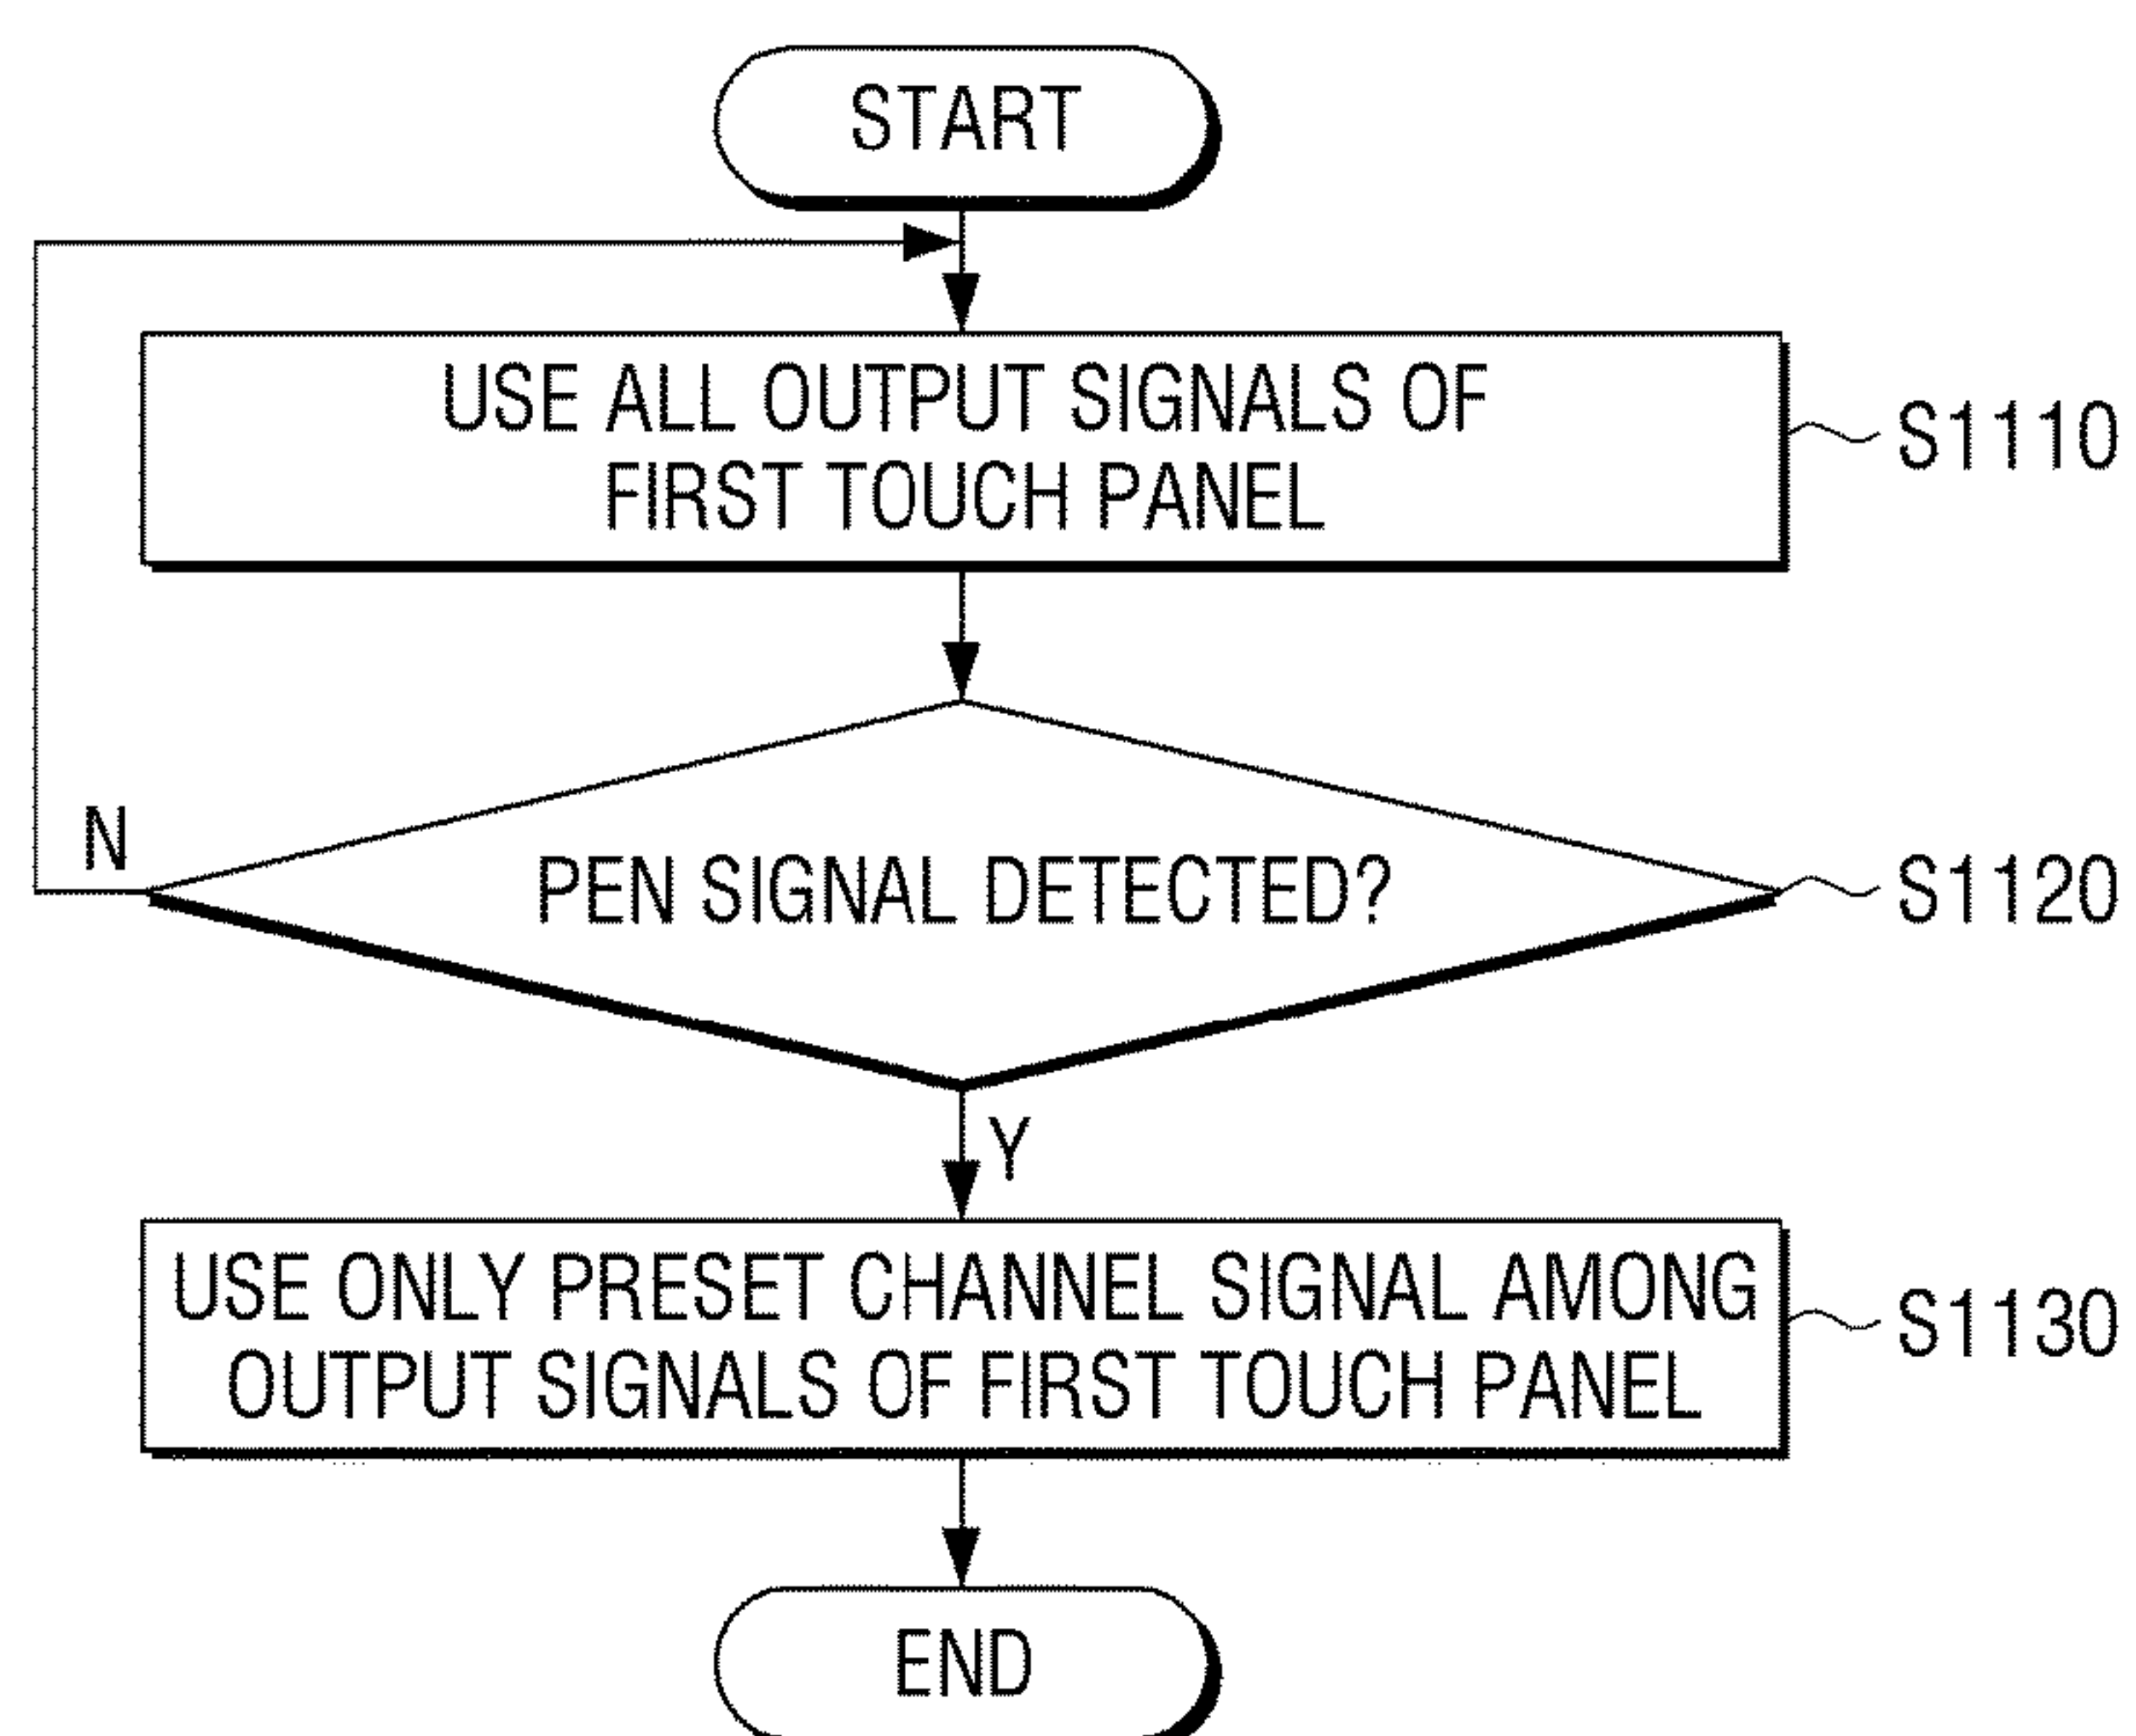 START
USE ALL OUTPUT SIGNALS OF
FIRST TOUCH PANEL
S1110
N
PEN SIGNAL DETECTED?
S1120
Y
USE ONLY PRESET CHANNEL SIGNAL AMONG
OUTPUT SIGNALS OF FIRST TOUCH PANEL
S1130
END